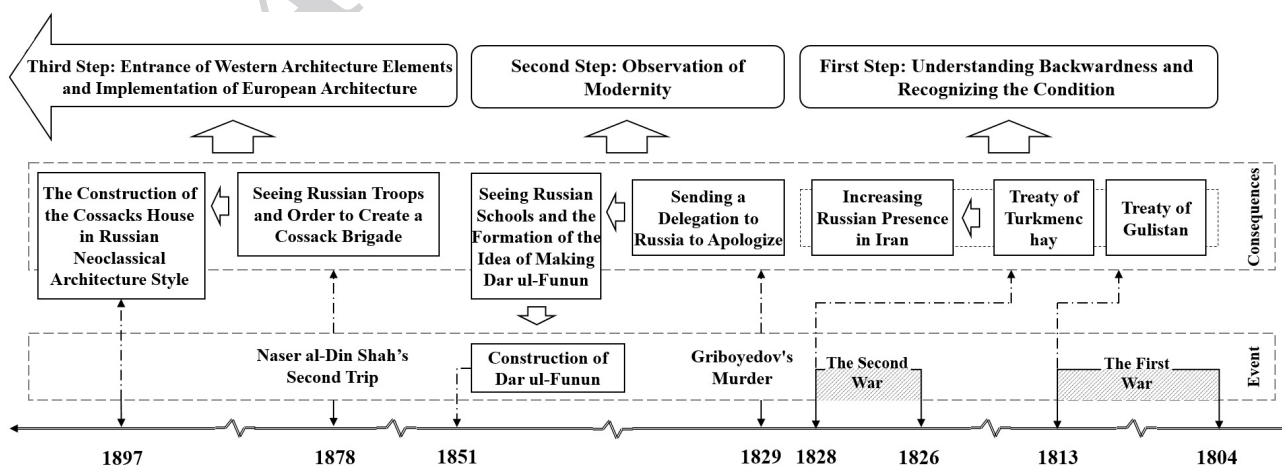 Third Step: Entrance of Western Architecture Elements
and Implementation of European Architecture
Second Step: Observation of
Modernity
First Step: Understanding Backwardness and
Recognizing the Condition
The Construction of
the Cossacks House
in Russian
Neoclassical
Architecture Style
Seeing Russian Troops
and Order to Create a
Cossack Brigade
Seeing Russian
Schools and the
Formation of the
Idea of Making
Dar ul-Funun
Sending a
Delegation to
Russia to Apologize
Increasing
Russian Presence
in Iran
Treaty of
Turkmenc
hay
Treaty of
Gulistan
Consequences
Naser al-Din Shah's
Second Trip
Construction of
Dar ul-Funun
Griboyedov's
Murder
The Second
War
The First
War
Event
1897
1878
1851
1829
1828
1826
1813
1804